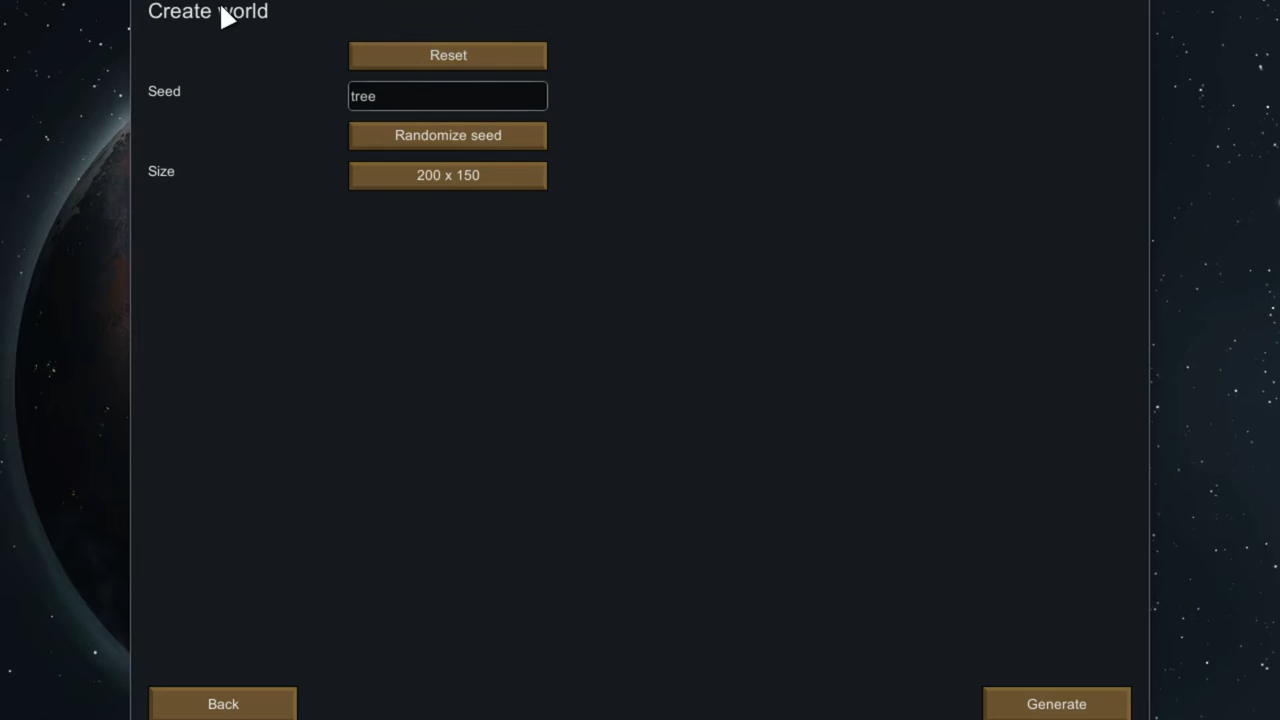 Create world
Reset
Seed
tree
Randomize seed
Size
200 x 150
Back
Generate